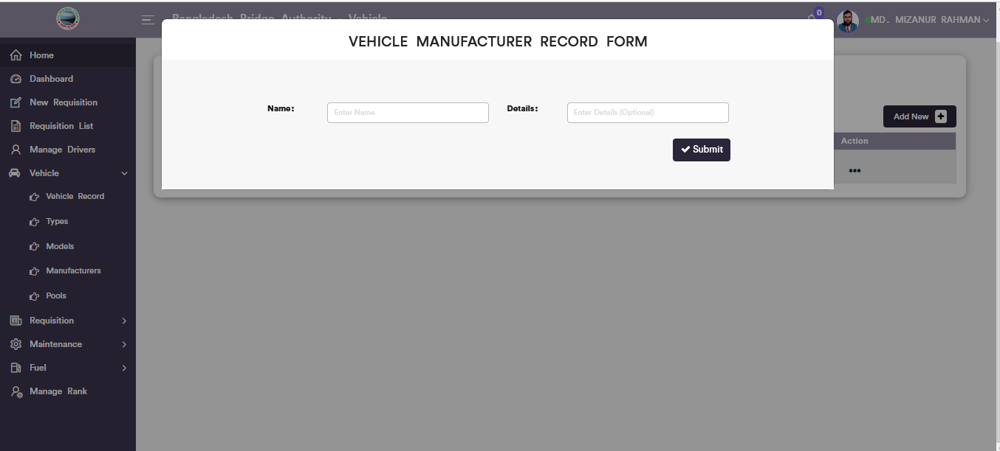 Bangladesh Bridge Authority - Vehicle
0
MD. MIZANUR RAHMAN
VEHICLE MANUFACTURER RECORD FORM
Home
Dashboard
New Requisition
Requisition List
Manage Drivers
Vehicle
Vehicle Record
Types
Models
Manufacturers
Pools
Requisition
Maintenance
Fuel
Manage Rank
Name:
Enter Name
Details:
Enter Details (Optional)
Submit
Add New
Action